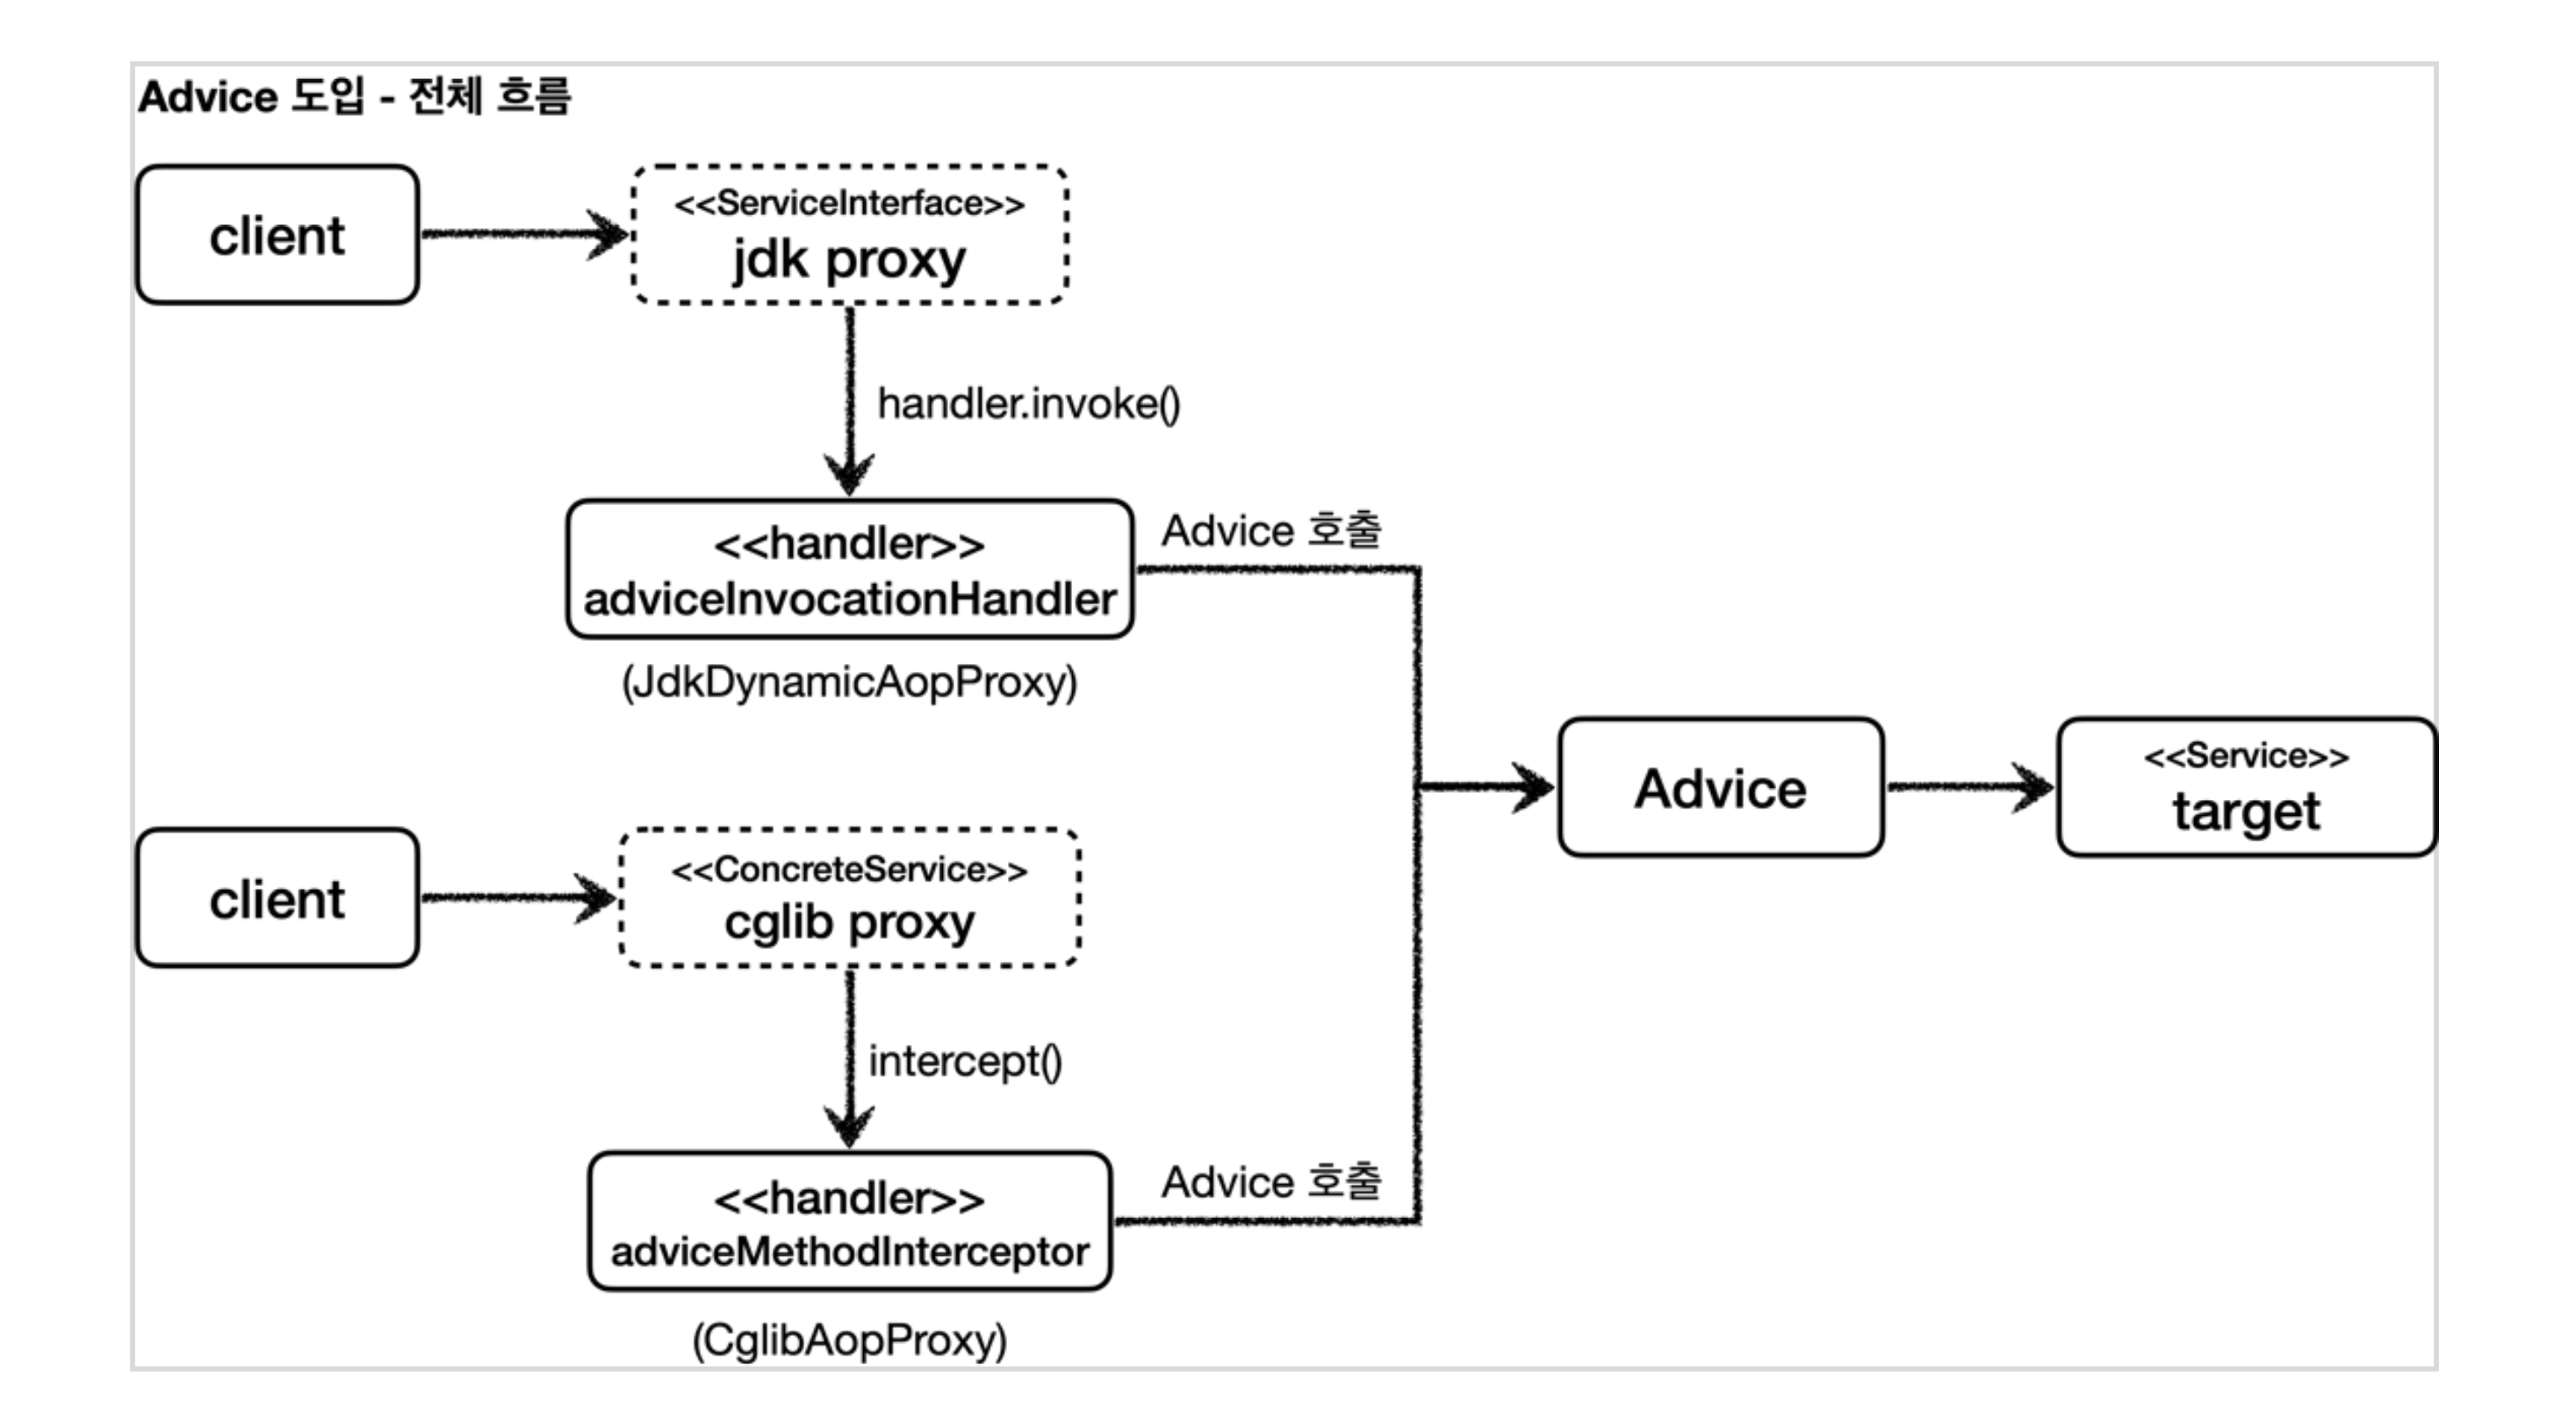 Advice 도입 - 전체 흐름
client
<<ServiceInterface>>
jdk proxy
handler.invoke()
<<handler>>
adviceInvocationHandler
(JdkDynamicAopProxy)
Advice 호출
Advice
<<Service>>
target
client
<<ConcreteService>>
cglib proxy
intercept()
<<handler>>
adviceMethodInterceptor
(CglibAopProxy)
Advice 호출